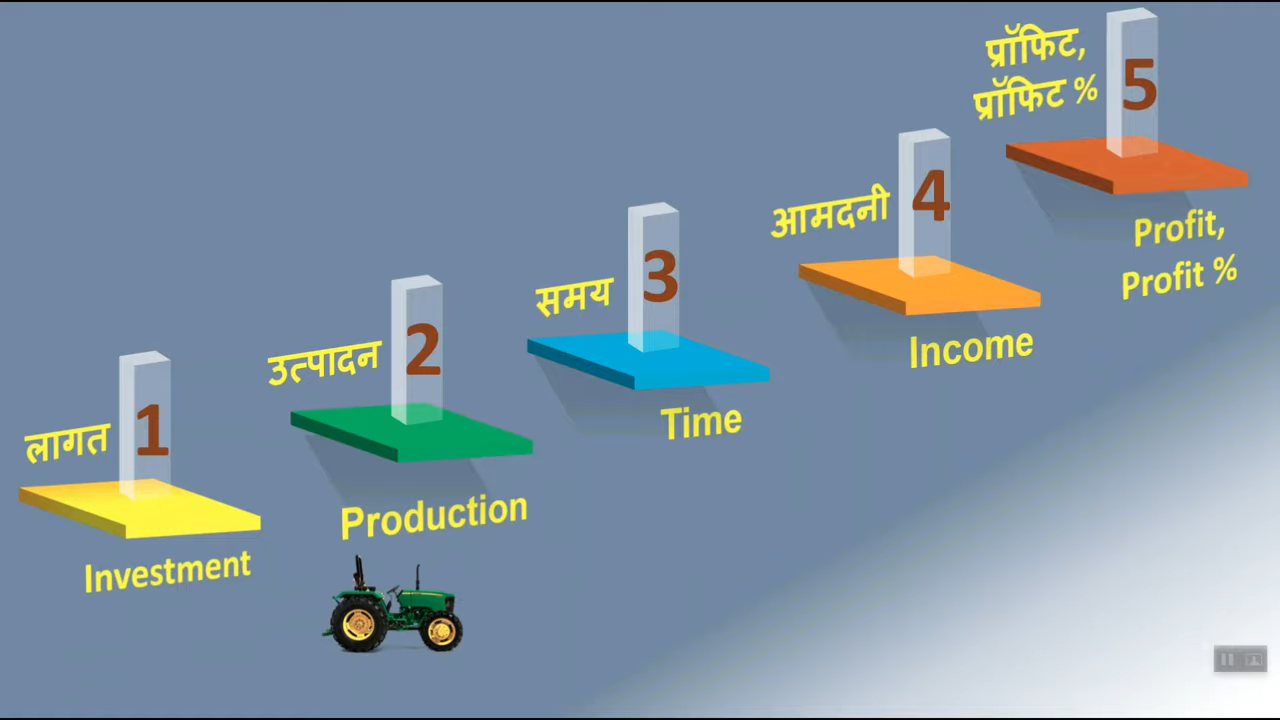 लागत
1
Investment
उत्पादन
2
Production
समय
3
Time
आमदनी
4
Income
प्रॉफिट,
प्रॉफिट %
5
Profit,
Profit %